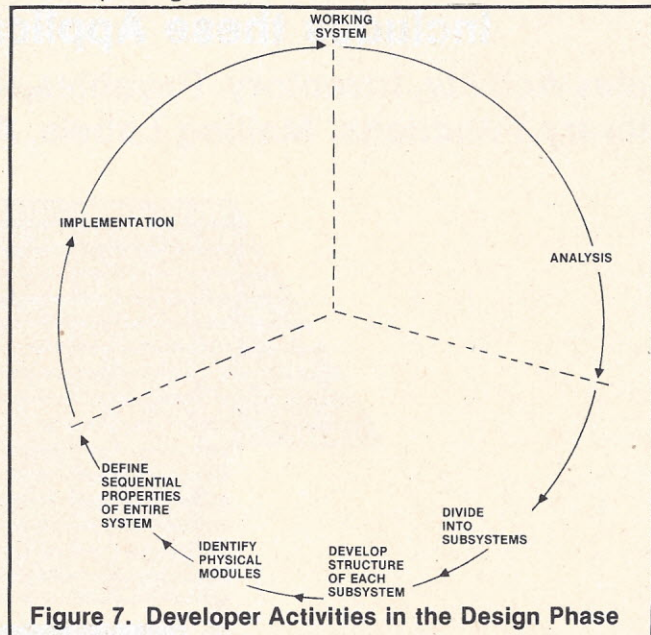 WORKING
SYSTEM
IMPLEMENTATION
ANALYSIS
DEFINE
SEQUENTIAL
PROPERTIES
OF ENTIRE
SYSTEM
IDENTIFY
PHYSICAL
MODULES
DEVELOP
STRUCTURE
OF EACH
SUBSYSTEM
DIVIDE
INTO
SUBSYSTEMS
Figure 7. Developer Activities in the Design Phase